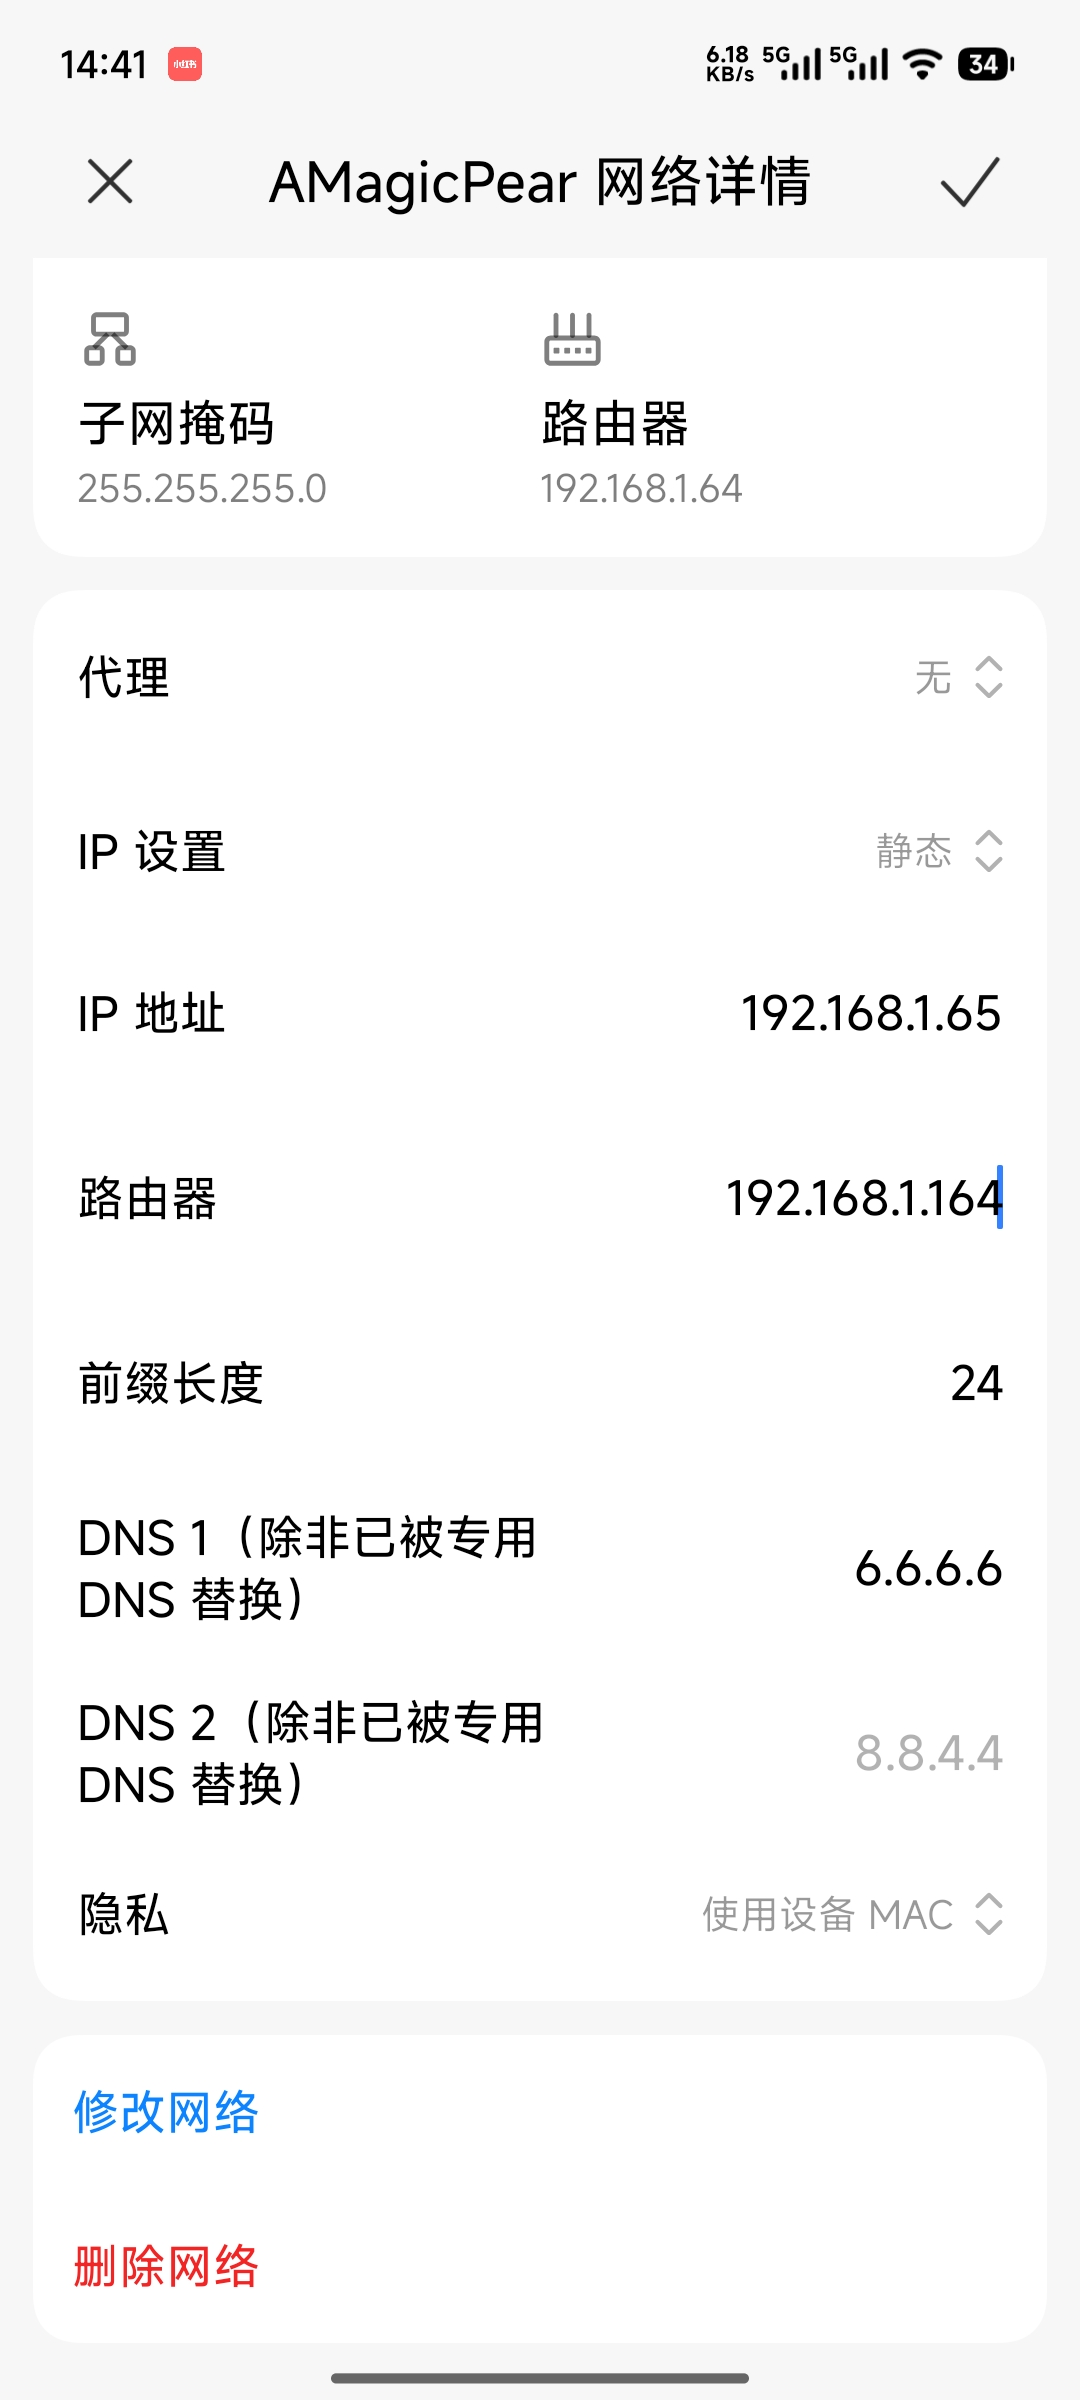 14:41
小红书
6.18 KB/s 5G 5G 34
AMagicPear 网络详情
子网掩码 路由器
255.255.255.0 192.168.1.64
代理 无
IP 设置 静态
IP 地址 192.168.1.65
路由器 192.168.1.164
前缀长度 24
DNS 1（除非已被专用
DNS 替换）
6.6.6.6
DNS 2（除非已被专用
DNS 替换）
8.8.4.4
隐私 使用设备 MAC
修改网络
删除网络